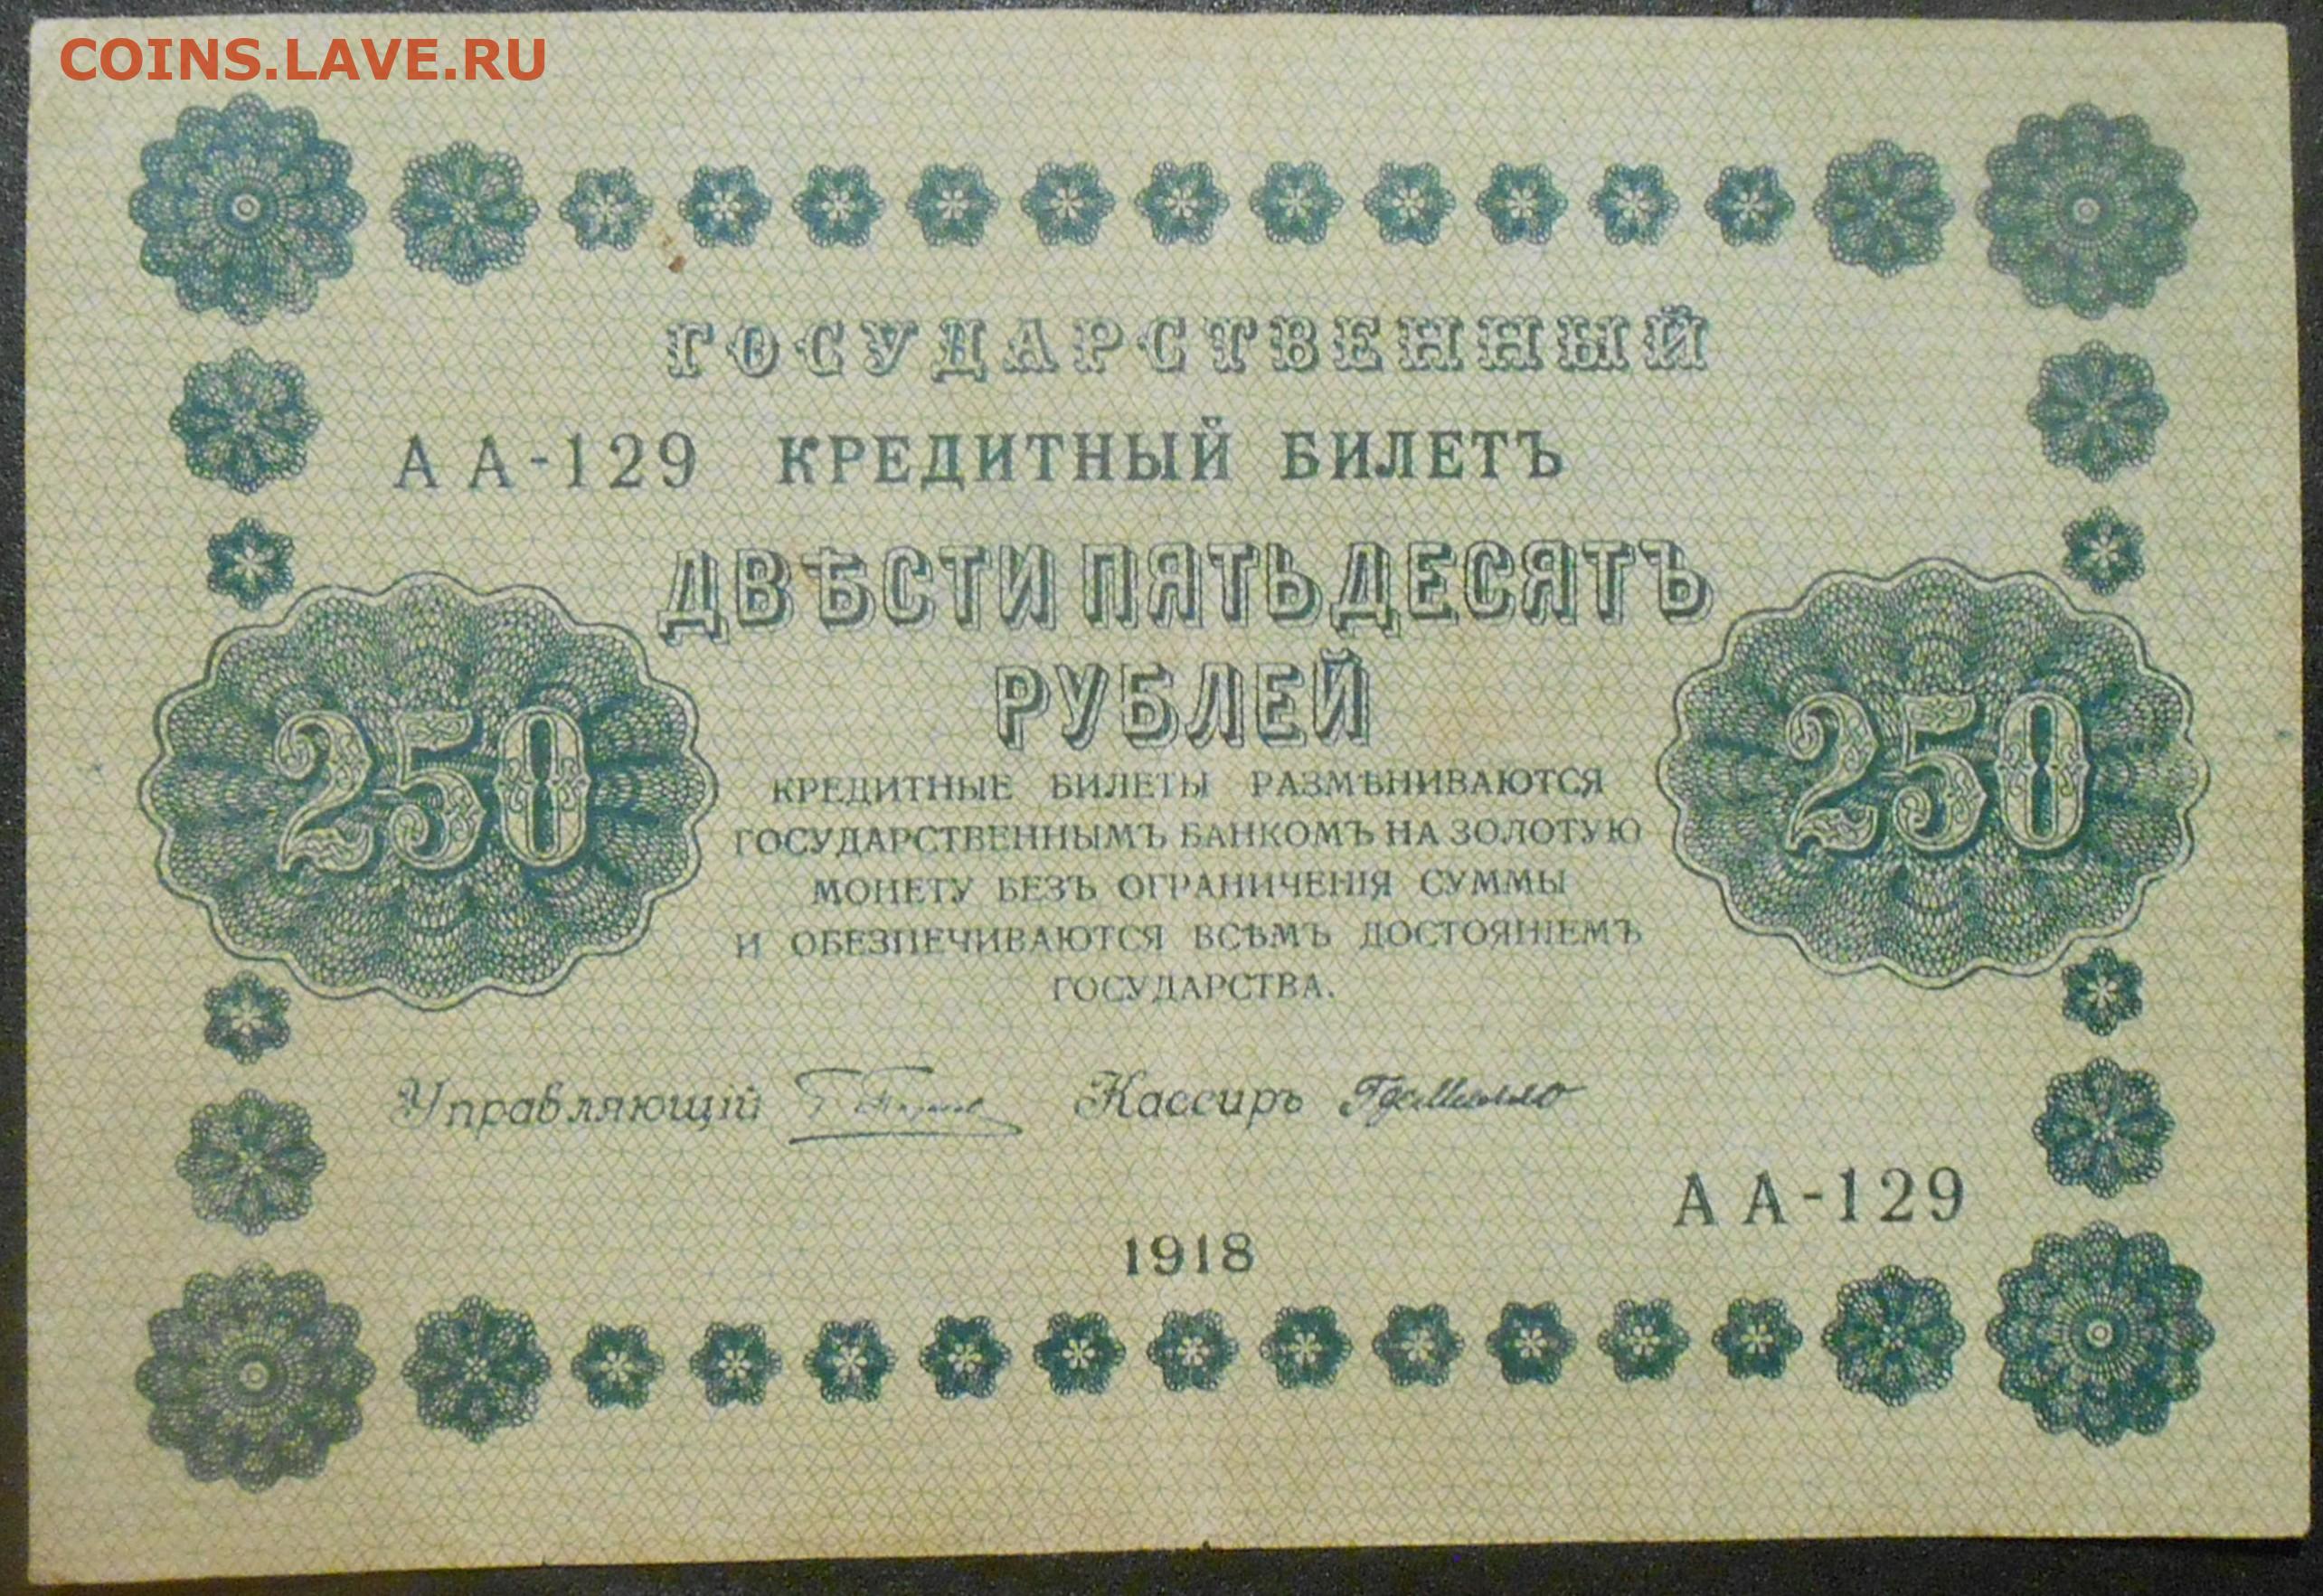 COINS.LAVE.RU
ГОСУДАРСТВЕННЫЙ
АА-129 КРЕДИТНЫЙ БИЛЕТЪ
ДВѢСТИ ПЯТЬДЕСЯТЪ
РУБЛЕЙ
250 250
КРЕДИТНЫЕ БИЛЕТЫ РАЗМѢНИВАЮТСЯ
ГОСУДАРСТВЕННЫМЪ БАНКОМЪ НА ЗОЛОТУЮ
МОНЕТУ БЕЗЪ ОГРАНИЧЕНІЯ СУММЫ
И ОБЕЗПЕЧИВАЮТСЯ ВСѢМЪ ДОСТОЯНІЕМЪ
ГОСУДАРСТВА.
Управляющій Кассиръ
АА-129
1918